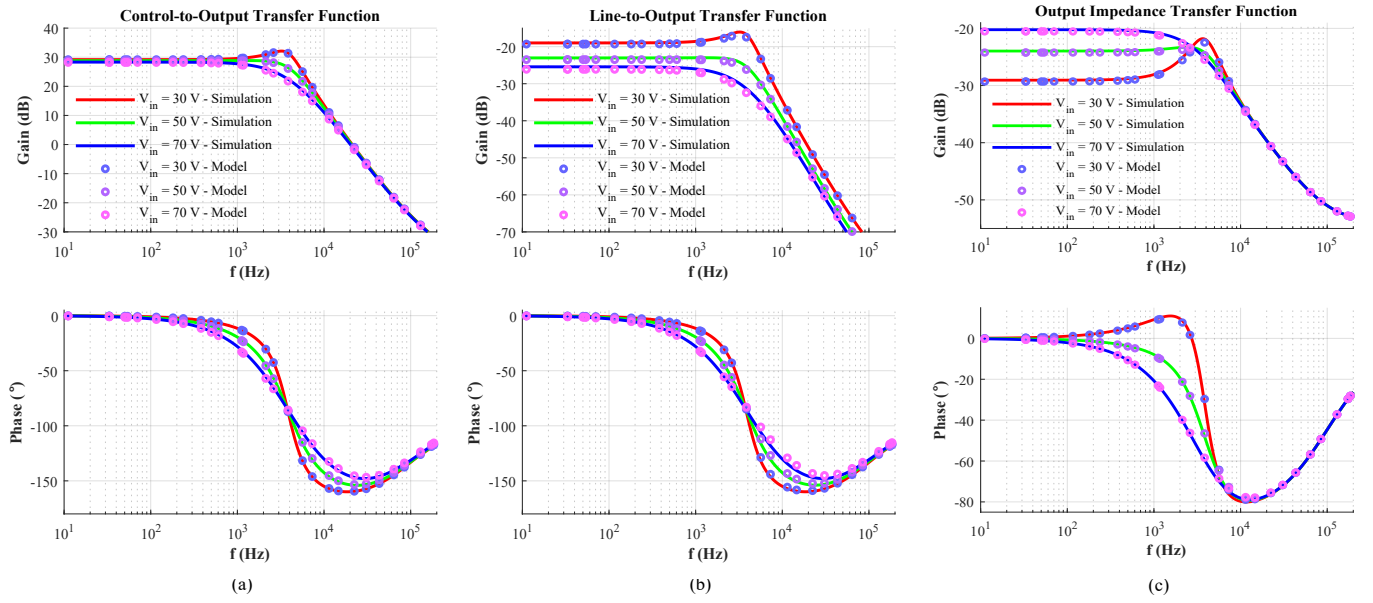 Control-to-Output Transfer Function
40
30
20
10
0
-10
-20
-30
Gain (dB)
V_in = 30 V - Simulation
V_in = 50 V - Simulation
V_in = 70 V - Simulation
V_in = 30 V - Model
V_in = 50 V - Model
V_in = 70 V - Model
10^1 10^2 10^3 10^4 10^5
f (Hz)
0
-50
-100
-150
Phase (°)
10^1 10^2 10^3 10^4 10^5
f (Hz)
(a)
Line-to-Output Transfer Function
-20
-30
-40
-50
-60
-70
Gain (dB)
V_in = 30 V - Simulation
V_in = 50 V - Simulation
V_in = 70 V - Simulation
V_in = 30 V - Model
V_in = 50 V - Model
V_in = 70 V - Model
10^1 10^2 10^3 10^4 10^5
f (Hz)
0
-50
-100
-150
Phase (°)
10^1 10^2 10^3 10^4 10^5
f (Hz)
(b)
Output Impedance Transfer Function
-20
-30
-40
-50
Gain (dB)
V_in = 30 V - Simulation
V_in = 50 V - Simulation
V_in = 70 V - Simulation
V_in = 30 V - Model
V_in = 50 V - Model
V_in = 70 V - Model
10^1 10^2 10^3 10^4 10^5
f (Hz)
0
-20
-40
-60
-80
Phase (°)
10^1 10^2 10^3 10^4 10^5
f (Hz)
(c)